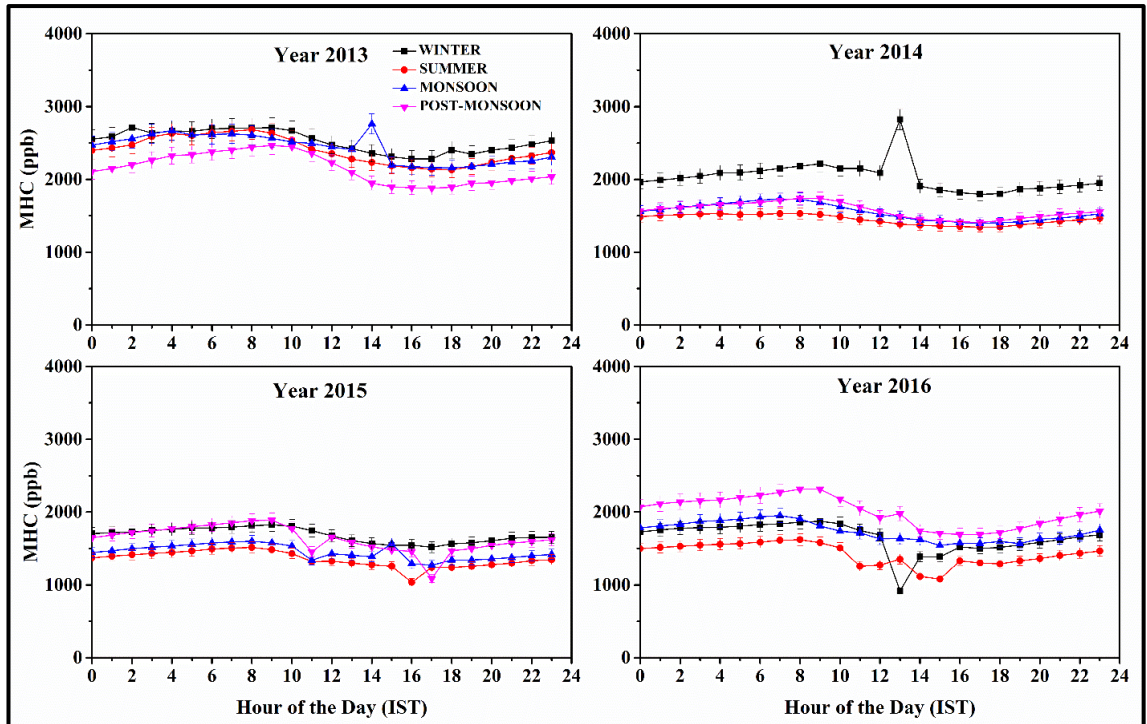 Year 2013
WINTER
SUMMER
MONSOON
POST-MONSOON
MHC (ppb)
4000
3000
2000
1000
0
0 2 4 6 8 10 12 14 16 18 20 22 24
Year 2014
4000
3000
2000
1000
0
0 2 4 6 8 10 12 14 16 18 20 22 24
Year 2015
MHC (ppb)
4000
3000
2000
1000
0
0 2 4 6 8 10 12 14 16 18 20 22 24
Hour of the Day (IST)
Year 2016
4000
3000
2000
1000
0
0 2 4 6 8 10 12 14 16 18 20 22 24
Hour of the Day (IST)